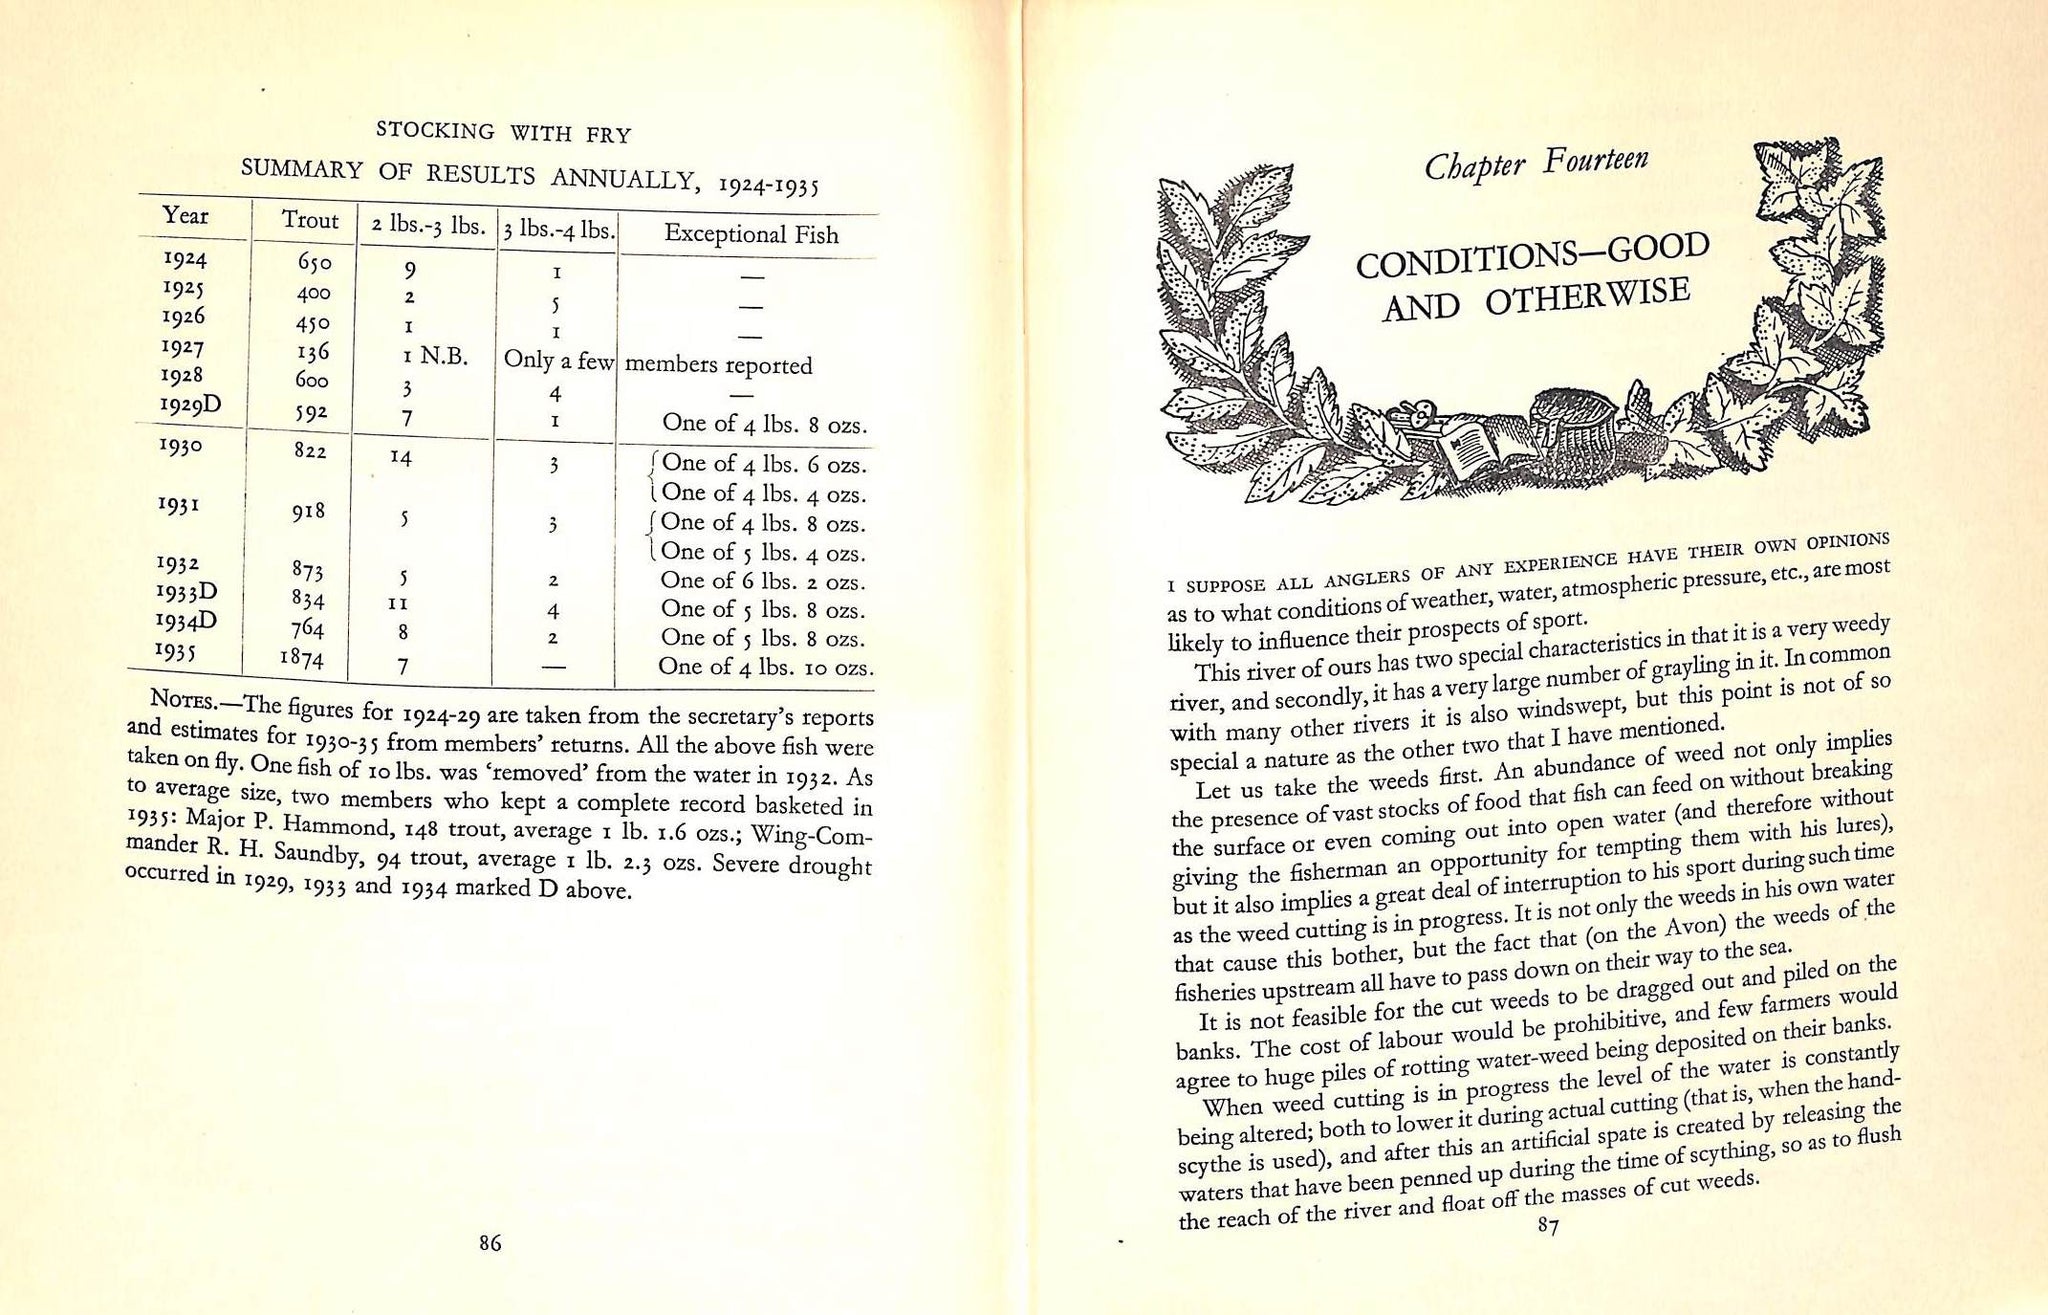 STOCKING WITH FRY
SUMMARY OF RESULTS ANNUALLY, 1924-1935
Year Trout 2 lbs.-3 lbs. 3 lbs.-4 lbs. Exceptional Fish
1924 650 9 1 —
1925 400 2 5 —
1926 450 1 1 —
1927 136 1 N.B. Only a few members reported
1928 600 3 4 —
1929D 592 7 1 One of 4 lbs. 8 ozs.
1930 822 14 3 { One of 4 lbs. 6 ozs.
One of 4 lbs. 4 ozs.
1931 918 5 3 { One of 4 lbs. 8 ozs.
One of 5 lbs. 4 ozs.
1932 873 5 2 One of 6 lbs. 2 ozs.
1933D 834 11 4 One of 5 lbs. 8 ozs.
1934D 764 8 2 One of 5 lbs. 8 ozs.
1935 1874 7 — One of 4 lbs. 10 ozs.
NOTES.—The figures for 1924-29 are taken from the secretary's reports
and estimates for 1930-35 from members' returns. All the above fish were
taken on fly. One fish of 10 lbs. was 'removed' from the water in 1932. As
to average size, two members who kept a complete record basketed in
1935: Major P. Hammond, 148 trout, average 1 lb. 1.6 ozs.; Wing-Com-
mander R. H. Saundby, 94 trout, average 1 lb. 2.3 ozs. Severe drought
occurred in 1929, 1933 and 1934 marked D above.
86
Chapter Fourteen
CONDITIONS—GOOD
AND OTHERWISE
I SUPPOSE ALL ANGLERS OF ANY EXPERIENCE HAVE THEIR OWN OPINIONS
as to what conditions of weather, water, atmospheric pressure, etc., are most
likely to influence their prospects of sport.
This river of ours has two special characteristics in that it is a very weedy
river, and secondly, it has a very large number of grayling in it. In common
with many other rivers it is also windswept, but this point is not of so
special a nature as the other two that I have mentioned.
Let us take the weeds first. An abundance of weed not only implies
the presence of vast stocks of food that fish can feed on without breaking
the surface or even coming out into open water (and therefore without
giving the fisherman an opportunity for tempting them with his lures),
but it also implies a great deal of interruption to his sport during such time
as the weed cutting is in progress. It is not only the weeds in his own water
that cause this bother, but the fact that (on the Avon) the weeds of the
fisheries upstream all have to pass down on their way to the sea.
It is not feasible for the cut weeds to be dragged out and piled on the
banks. The cost of labour would be prohibitive, and few farmers would
agree to huge piles of rotting water-weed being deposited on their banks.
When weed cutting is in progress the level of the water is constantly
being altered; both to lower it during actual cutting (that is, when the hand-
scythe is used), and after this an artificial spate is created by releasing the
waters that have been penned up during the time of scything, so as to flush
the reach of the river and float off the masses of cut weeds.
87